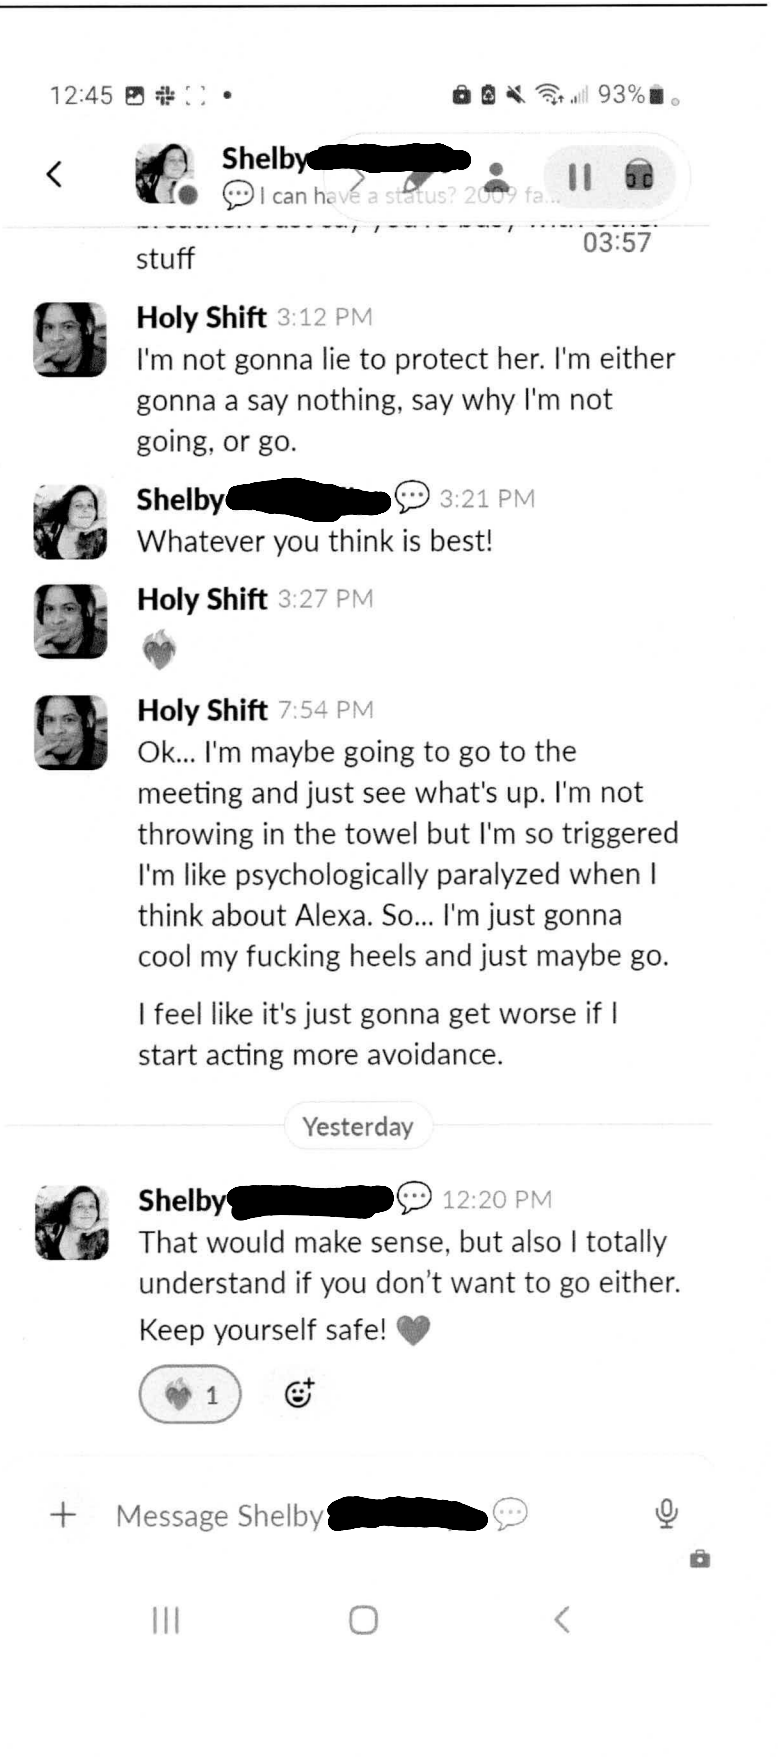 12:45
93%
Shelby
I can have a status? 2009 fa...
03:57
stuff
Holy Shift 3:12 PM
I'm not gonna lie to protect her. I'm either
gonna a say nothing, say why I'm not
going, or go.
Shelby 3:21 PM
Whatever you think is best!
Holy Shift 3:27 PM
Holy Shift 7:54 PM
Ok... I'm maybe going to go to the
meeting and just see what's up. I'm not
throwing in the towel but I'm so triggered
I'm like psychologically paralyzed when I
think about Alexa. So... I'm just gonna
cool my fucking heels and just maybe go.
I feel like it's just gonna get worse if I
start acting more avoidance.
Yesterday
Shelby 12:20 PM
That would make sense, but also I totally
understand if you don't want to go either.
Keep yourself safe!
1
Message Shelby